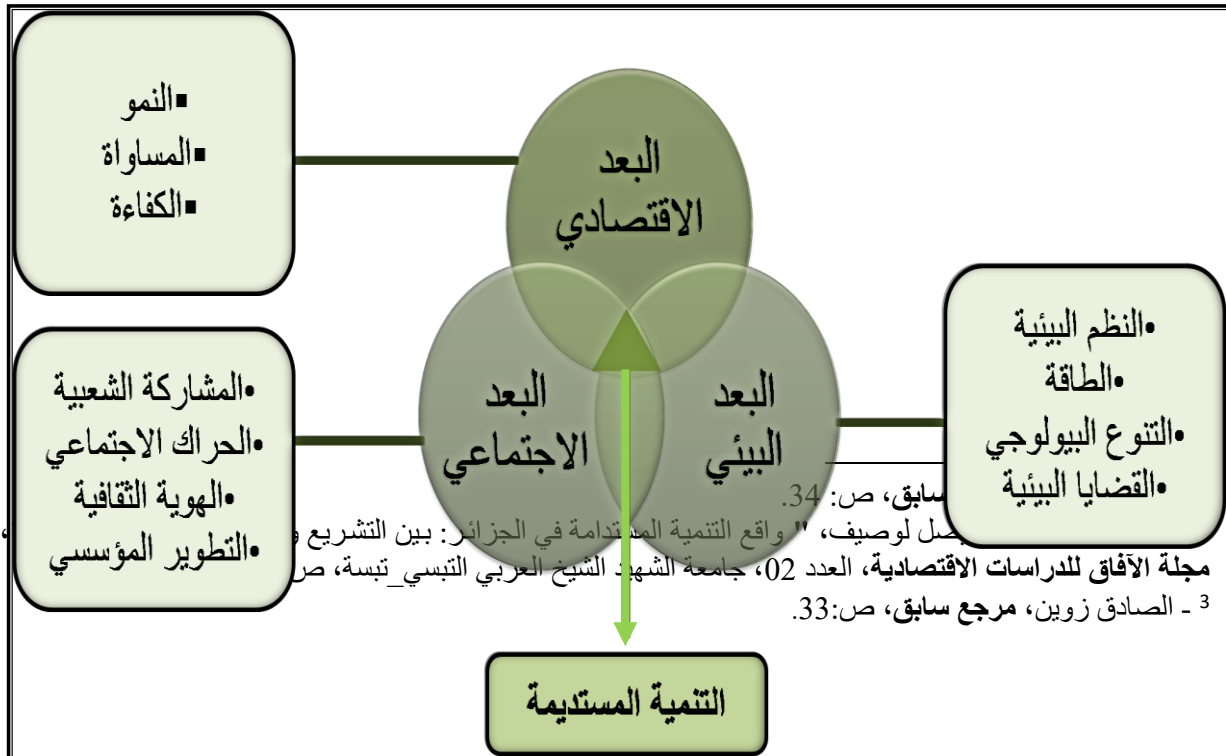 ▪النمو
▪المساواة
▪الكفاءة
البعد
الاقتصادي
•النظم البيئية
•الطاقة
•التنوع البيولوجي
•القضايا البيئية
البعد
البيئي
البعد
الاجتماعي
•المشاركة الشعبية
•الحراك الاجتماعي
•الهوية الثقافية
•التطوير المؤسسي
سابق، ص: 34.
لوصيف، " واقع التنمية المستدامة في الجزائر: بين التشريع
مجلة الآفاق للدراسات الاقتصادية، العدد 02، جامعة الشهيد الشيخ العربي التبسي_تبسة، ص
3 - الصادق زوين، مرجع سابق، ص:33.
التنمية المستديمة